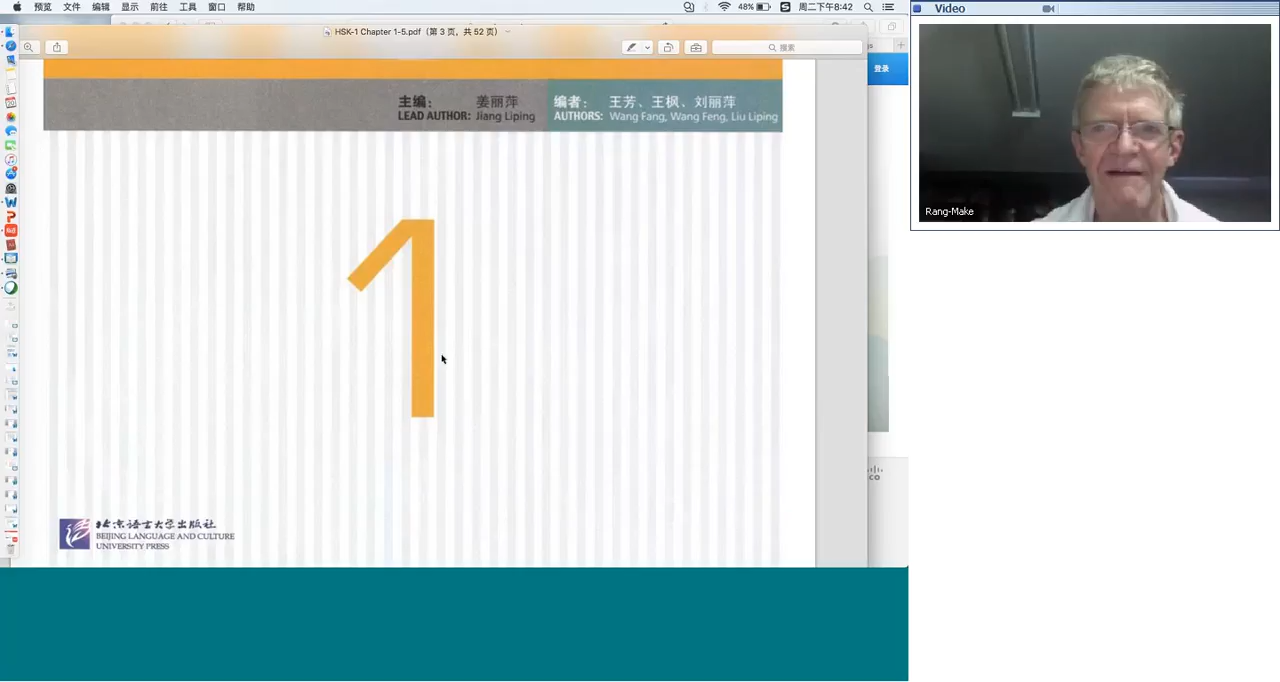 预览 文件 编辑 显示 前往 工具 窗口 帮助
48%
周二下午8:42
HSK-1 Chapter 1-5.pdf（第 3 页，共 52 页）
搜索
登录
主编： 姜丽萍
LEAD AUTHOR: Jiang Liping
编者： 王芳、王枫、刘丽萍
AUTHORS: Wang Fang, Wang Feng, Liu Liping
1
北京语言大学出版社
BEIJING LANGUAGE AND CULTURE
UNIVERSITY PRESS
Video
Rang-Make